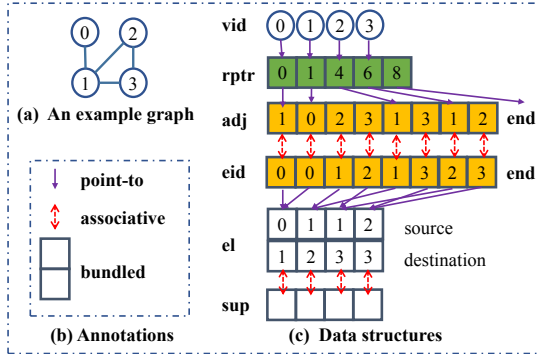 0 2
1 3
(a) An example graph
point-to
associative
bundled
(b) Annotations
vid 0 1 2 3
rptr 0 1 4 6 8
adj 1 0 2 3 1 3 1 2 end
eid 0 0 1 2 1 3 2 3 end
el 0 1 1 2 source
1 2 3 3 destination
sup
(c) Data structures